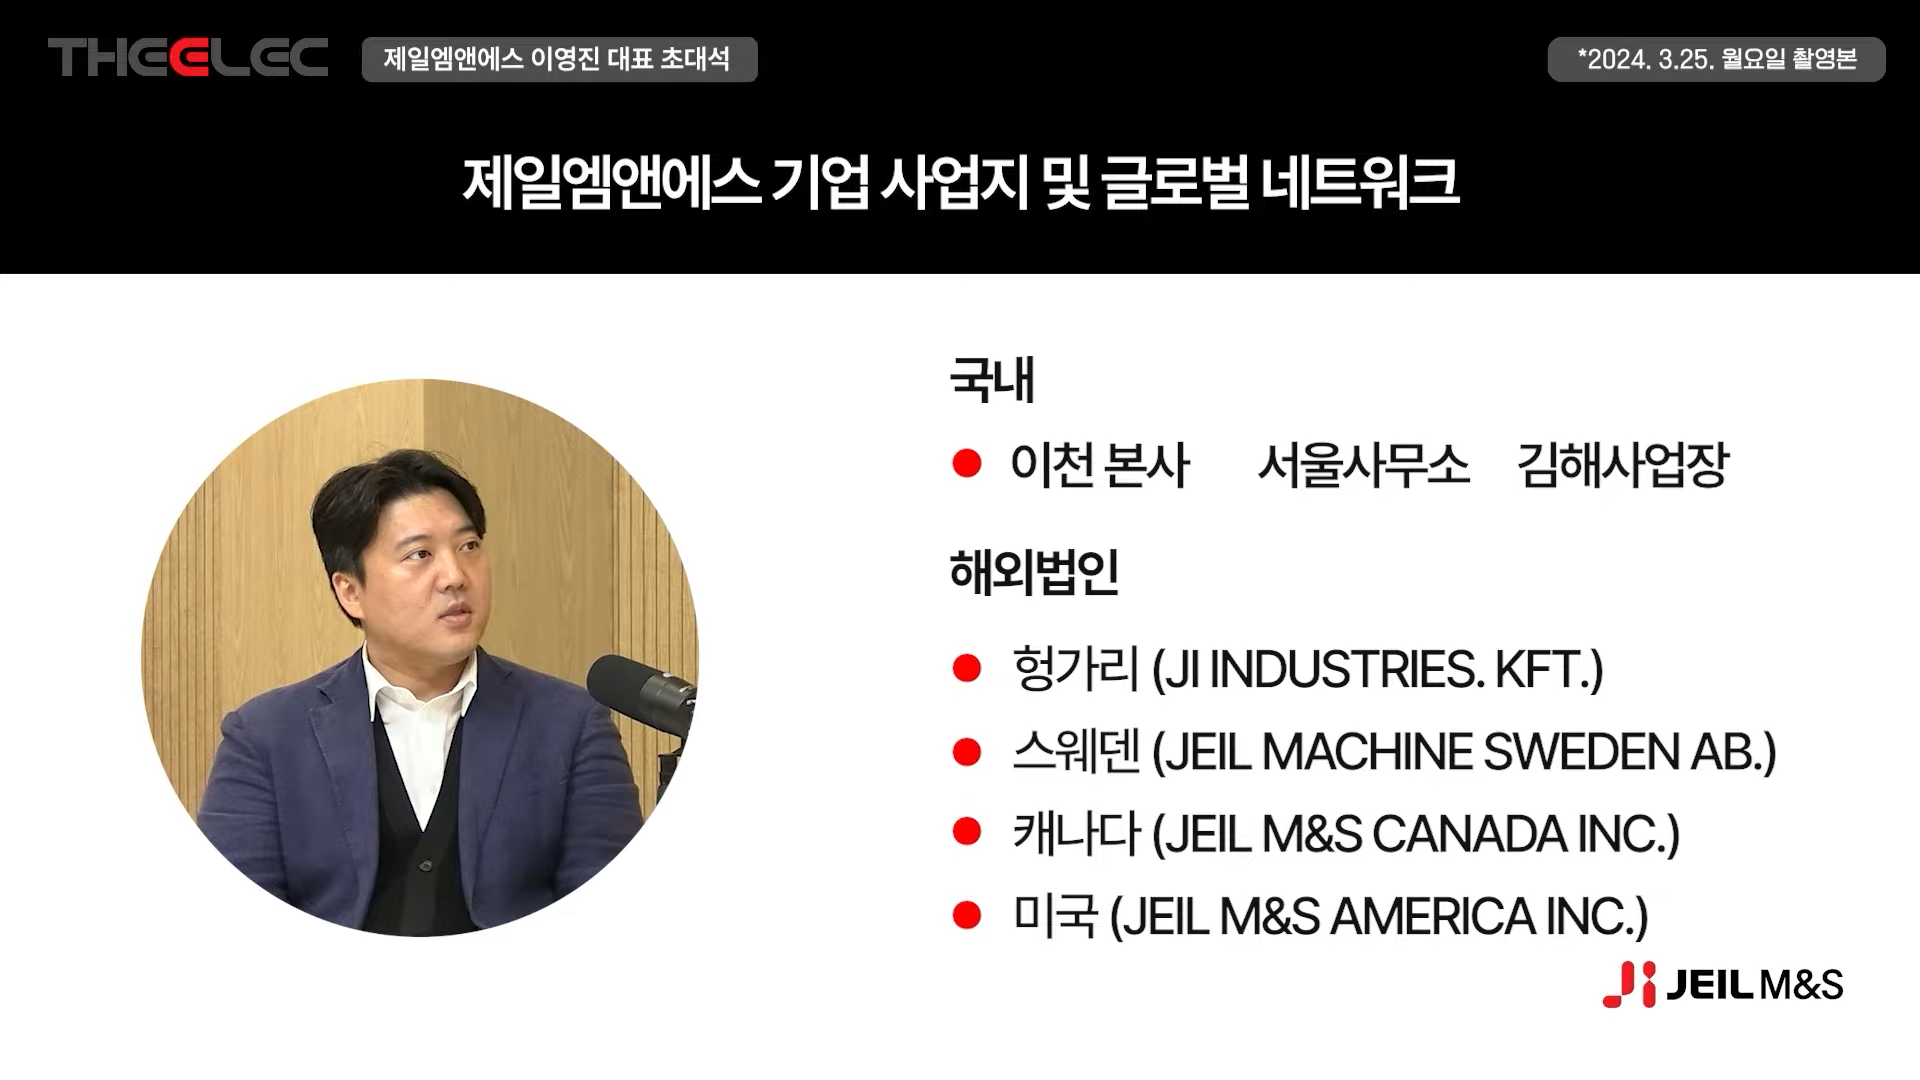 THEELEC
제일엠앤에스 이영진 대표 초대석
*2024. 3.25. 월요일 촬영본
제일엠앤에스 기업 사업지 및 글로벌 네트워크
국내
이천 본사 서울사무소 김해사업장
해외법인
헝가리 (JI INDUSTRIES. KFT.)
스웨덴 (JEIL MACHINE SWEDEN AB.)
캐나다 (JEIL M&S CANADA INC.)
미국 (JEIL M&S AMERICA INC.)
Ji JEIL M&S